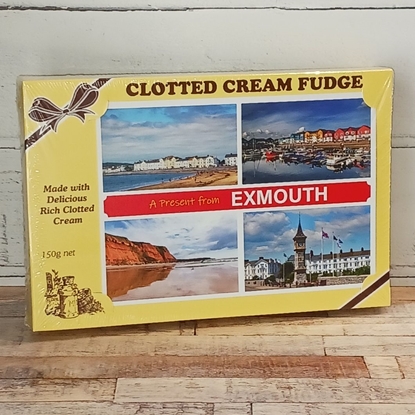 CLOTTED CREAM FUDGE
Made with
Delicious
Rich Clotted
Cream
150g net
A Present from EXMOUTH